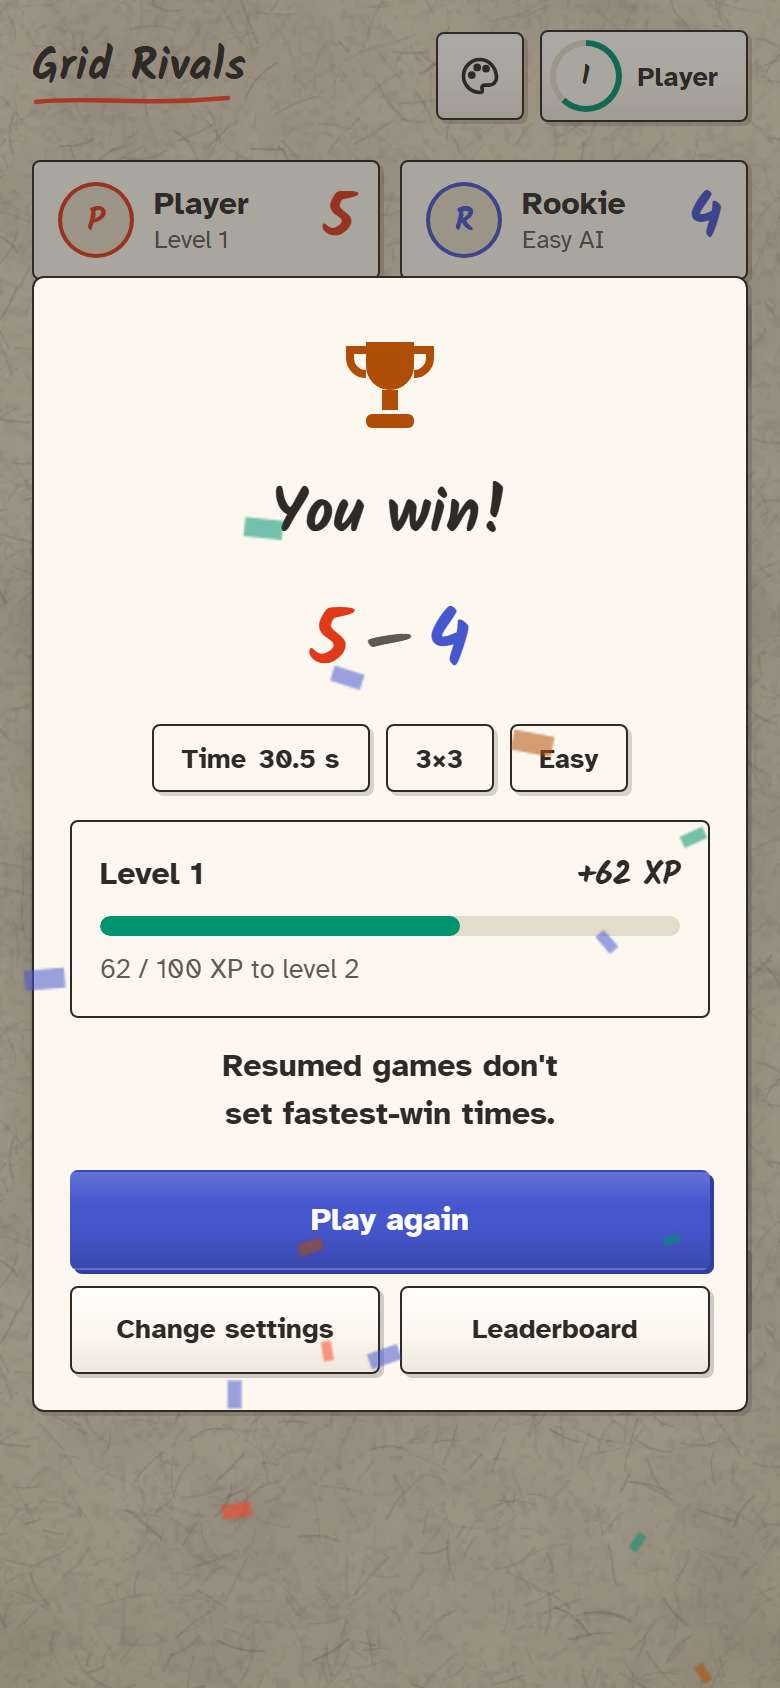 Grid Rivals
1
Player
P
Player
Level 1
5
R
Rookie
Easy AI
4
You win!
5 – 4
Time 30.5 s
3×3
Easy
Level 1
+62 XP
62 / 100 XP to level 2
Resumed games don't
set fastest-win times.
Play again
Change settings
Leaderboard